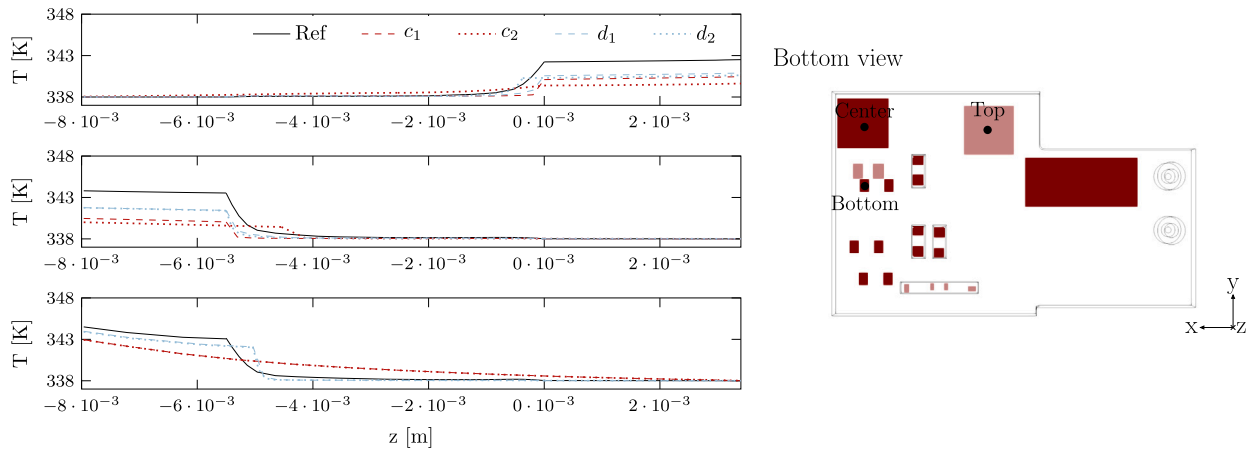 348
343
338
T [K]
Ref
c₁
c₂
d₁
d₂
−8·10⁻³ −6·10⁻³ −4·10⁻³ −2·10⁻³ 0·10⁻³ 2·10⁻³
348
343
338
T [K]
−8·10⁻³ −6·10⁻³ −4·10⁻³ −2·10⁻³ 0·10⁻³ 2·10⁻³
348
343
338
T [K]
−8·10⁻³ −6·10⁻³ −4·10⁻³ −2·10⁻³ 0·10⁻³ 2·10⁻³
z [m]
Bottom view
Center
Top
Bottom
y
x
z